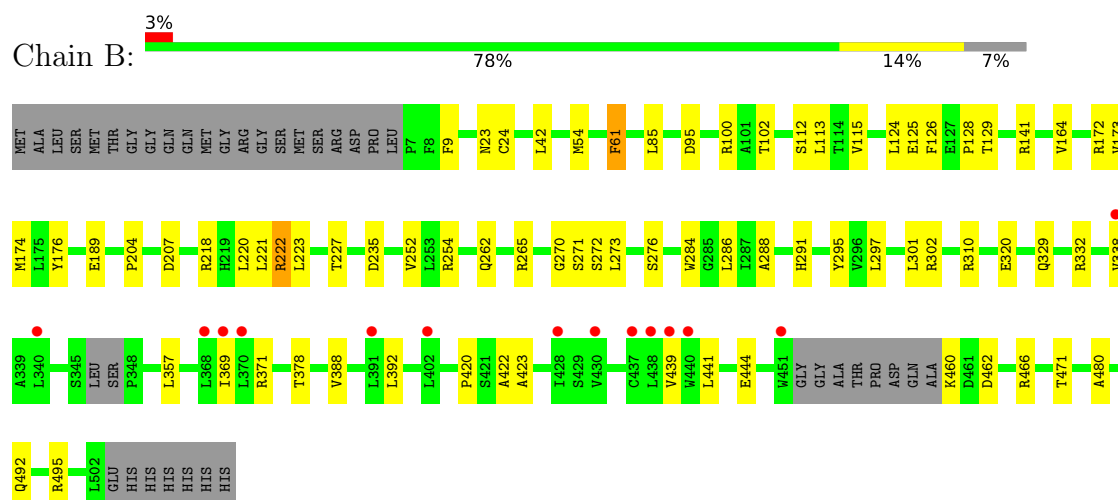 3%
Chain B:
78% 14% 7%
MET ALA LEU SER MET THR GLY GLY GLN GLN MET GLY ARG GLY SER MET SER ARG ASP PRO LEU P7 F8 F9 N23 C24 L42 M54 F61 L85 D95 R100 A101 T102 S112 L113 T114 V115 L124 E125 F126 E127 P128 T129 R141 V164 R172 V173
M174 L175 Y176 E189 P204 D207 R218 H219 L220 L221 R222 L223 T227 D235 V252 L253 R254 Q262 R265 G270 S271 S272 L273 S276 W284 G285 L286 I287 A288 H291 Y295 V296 L297 L301 R302 R310 E320 Q329 R332 V338
A339 L340 S345 LEU SER P348 L357 L368 I369 L370 R371 T378 V388 L391 L392 L402 P420 S421 A422 A423 I428 S429 V430 C437 L438 V439 W440 L441 E444 W451 GLY GLY ALA THR PRO ASP GLN ALA K460 D461 D462 R466 T471 A480
Q492 R495 L502 GLU HIS HIS HIS HIS HIS HIS